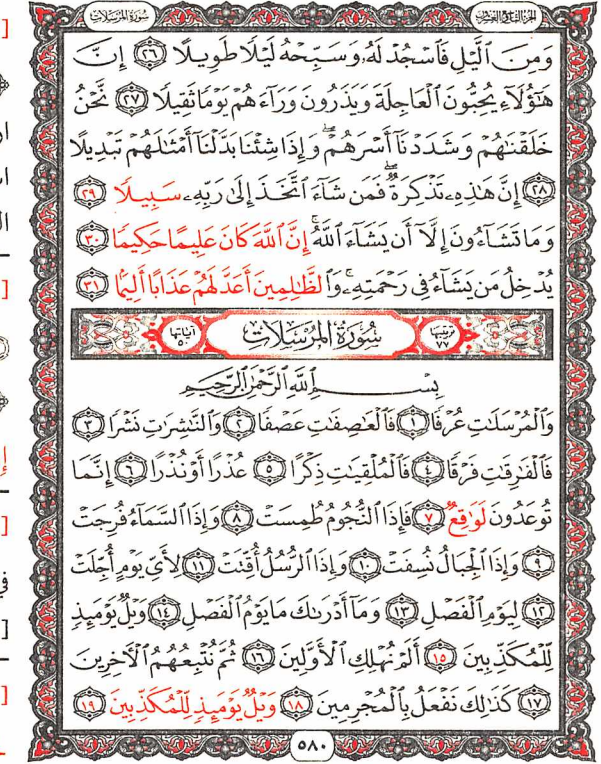 سُورَةُ المُرْسَلَات
الجزء التاسع والعشرون
وَمِنَ ٱلَّيْلِ فَٱسْجُدْ لَهُۥ وَسَبِّحْهُ لَيْلًا طَوِيلًا ٢٦ إِنَّ
هَٰٓؤُلَآءِ يُحِبُّونَ ٱلْعَاجِلَةَ وَيَذَرُونَ وَرَآءَهُمْ يَوْمًا ثَقِيلًا ٢٧ نَّحْنُ
خَلَقْنَٰهُمْ وَشَدَدْنَآ أَسْرَهُمْ ۖ وَإِذَا شِئْنَا بَدَّلْنَآ أَمْثَٰلَهُمْ تَبْدِيلًا
٢٨ إِنَّ هَٰذِهِۦ تَذْكِرَةٌ ۖ فَمَن شَآءَ ٱتَّخَذَ إِلَىٰ رَبِّهِۦ سَبِيلًا ٢٩
وَمَا تَشَآءُونَ إِلَّآ أَن يَشَآءَ ٱللَّهُ ۚ إِنَّ ٱللَّهَ كَانَ عَلِيمًا حَكِيمًا ٣٠
يُدْخِلُ مَن يَشَآءُ فِى رَحْمَتِهِۦ ۚ وَٱلظَّٰلِمِينَ أَعَدَّ لَهُمْ عَذَابًا أَلِيمًۢا ٣١
ترتيبها ٧٧ سُورَةُ المُرْسَلَات آياتها ٥٠
بِسْمِ ٱللَّهِ ٱلرَّحْمَٰنِ ٱلرَّحِيمِ
وَٱلْمُرْسَلَٰتِ عُرْفًا ١ فَٱلْعَٰصِفَٰتِ عَصْفًا ٢ وَٱلنَّٰشِرَٰتِ نَشْرًا ٣
فَٱلْفَٰرِقَٰتِ فَرْقًا ٤ فَٱلْمُلْقِيَٰتِ ذِكْرًا ٥ عُذْرًا أَوْ نُذْرًا ٦ إِنَّمَا
تُوعَدُونَ لَوَٰقِعٌ ٧ فَإِذَا ٱلنُّجُومُ طُمِسَتْ ٨ وَإِذَا ٱلسَّمَآءُ فُرِجَتْ
٩ وَإِذَا ٱلْجِبَالُ نُسِفَتْ ١٠ وَإِذَا ٱلرُّسُلُ أُقِّتَتْ ١١ لِأَىِّ يَوْمٍ أُجِّلَتْ
١٢ لِيَوْمِ ٱلْفَصْلِ ١٣ وَمَآ أَدْرَىٰكَ مَا يَوْمُ ٱلْفَصْلِ ١٤ وَيْلٌ يَوْمَئِذٍ
لِّلْمُكَذِّبِينَ ١٥ أَلَمْ نُهْلِكِ ٱلْأَوَّلِينَ ١٦ ثُمَّ نُتْبِعُهُمُ ٱلْءَاخِرِينَ
١٧ كَذَٰلِكَ نَفْعَلُ بِٱلْمُجْرِمِينَ ١٨ وَيْلٌ يَوْمَئِذٍ لِّلْمُكَذِّبِينَ ١٩
٥٨٠